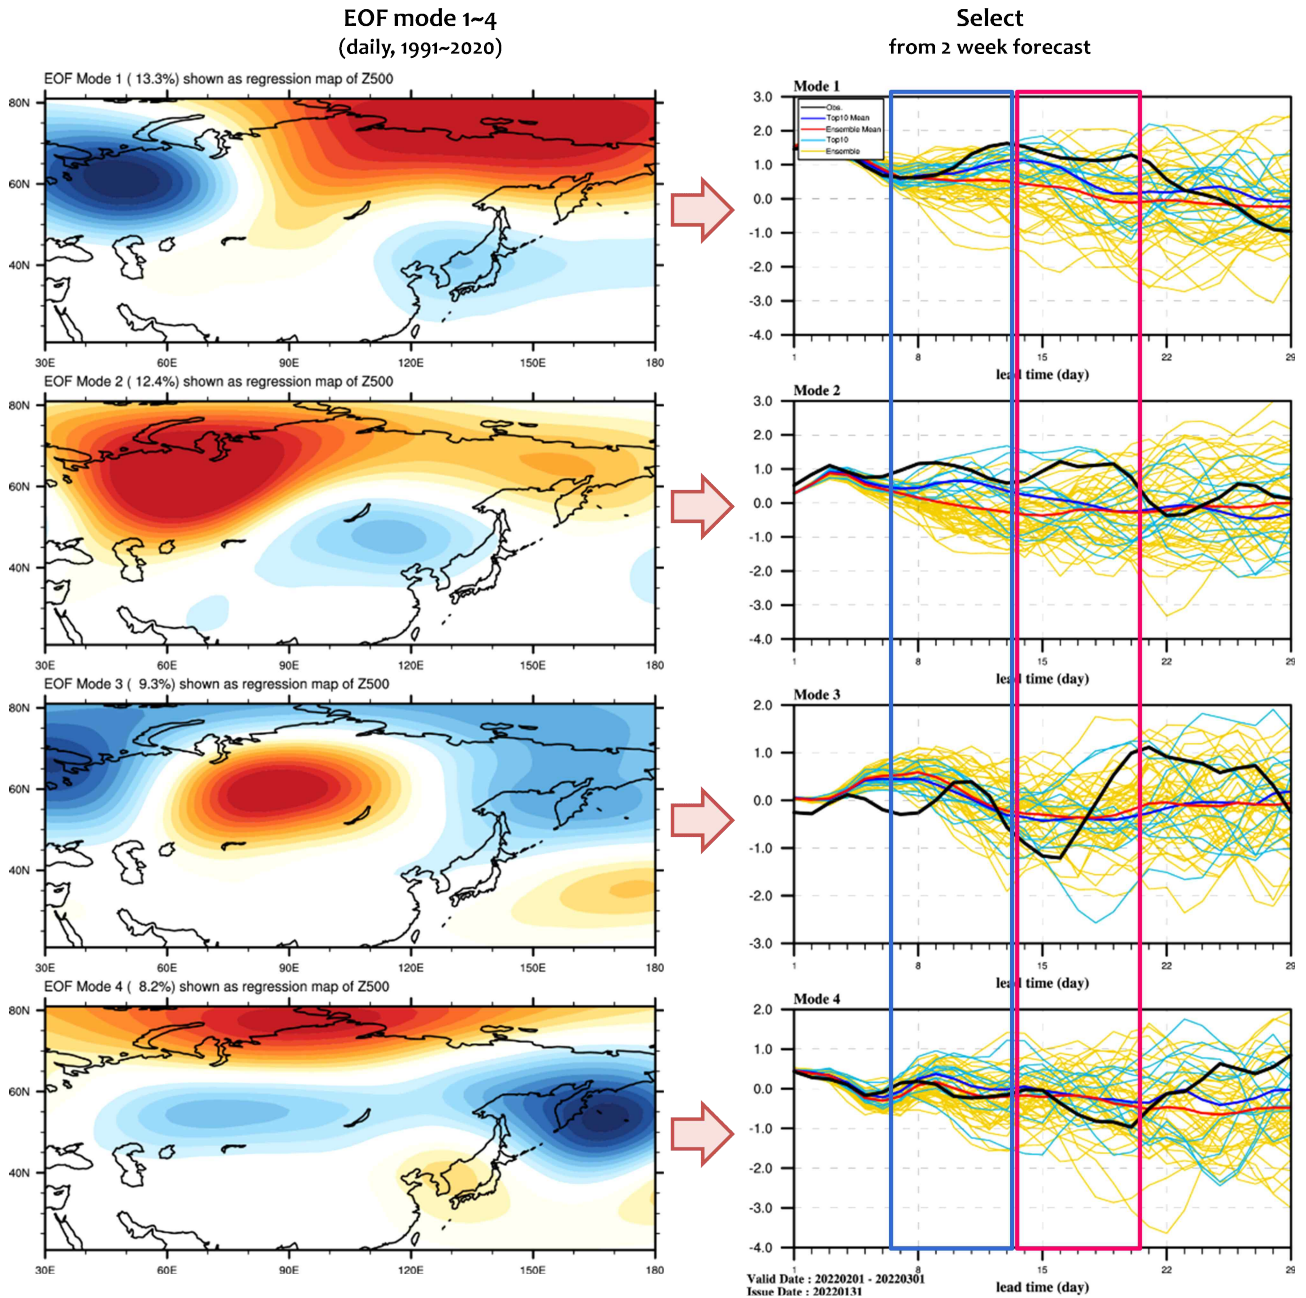 EOF mode 1~4
(daily, 1991~2020)
Select
from 2 week forecast
EOF Mode 1 ( 13.3%) shown as regression map of Z500
80N
60N
40N
30E 60E 90E 120E 150E 180
EOF Mode 2 ( 12.4%) shown as regression map of Z500
80N
60N
40N
30E 60E 90E 120E 150E 180
EOF Mode 3 (  9.3%) shown as regression map of Z500
80N
60N
40N
30E 60E 90E 120E 150E 180
EOF Mode 4 (  8.2%) shown as regression map of Z500
80N
60N
40N
30E 60E 90E 120E 150E 180
Mode 1
3.0
2.0
1.0
0.0
-1.0
-2.0
-3.0
-4.0
Obs.
Top10 Mean
Ensemble Mean
Top10
Ensemble
1 8 15 22 29
lead time (day)
Mode 2
3.0
2.0
1.0
0.0
-1.0
-2.0
-3.0
-4.0
1 8 15 22 29
lead time (day)
Mode 3
2.0
1.0
0.0
-1.0
-2.0
-3.0
1 8 15 22 29
lead time (day)
Mode 4
2.0
1.0
0.0
-1.0
-2.0
-3.0
-4.0
1 8 15 22 29
lead time (day)
Valid Date : 20220201 - 20220301
Issue Date : 20220131